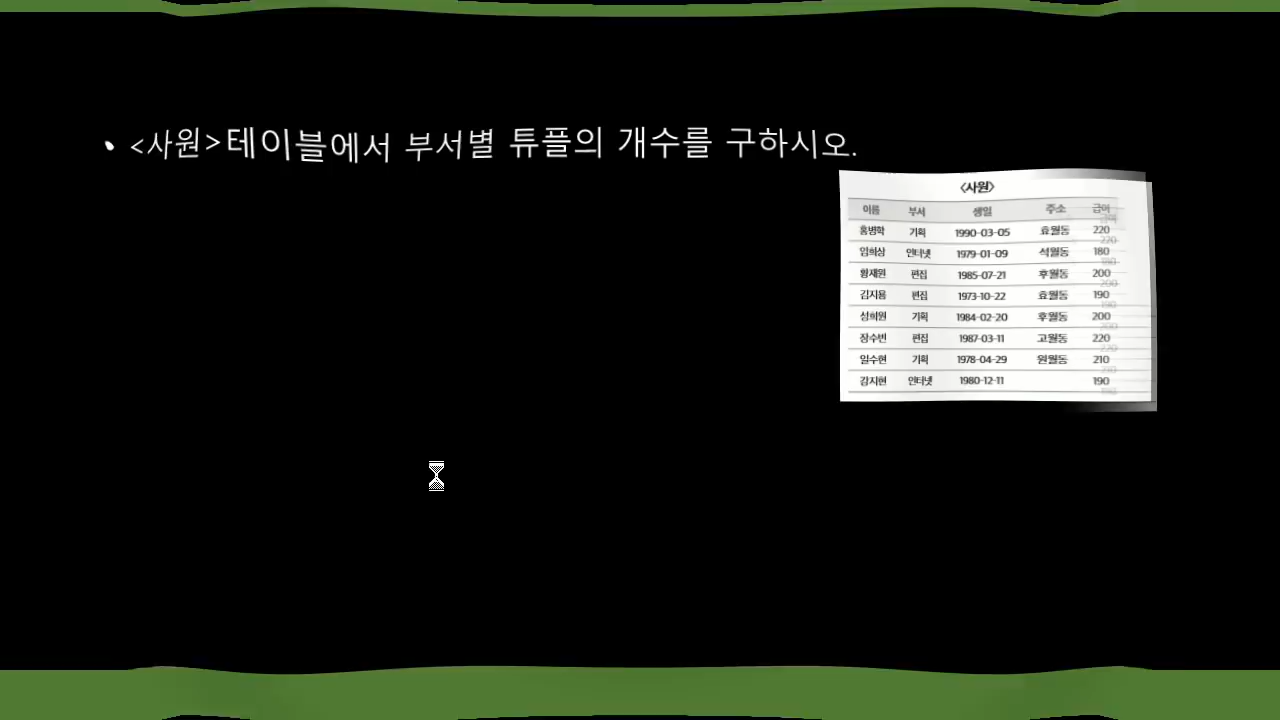 • <사원>테이블에서 부서별 튜플의 개수를 구하시오.
<사원>
이름 부서 생일 주소 급여
홍병학 기획 1990-03-05 효월동 220
임희상 인터넷 1979-01-09 석월동 180
황재원 편집 1985-07-21 후월동 200
김지용 편집 1973-10-22 효월동 190
성희원 기획 1984-02-20 후월동 200
장수빈 편집 1987-03-11 고월동 220
일수현 기획 1978-04-29 원월동 210
강지현 인터넷 1980-12-11 190